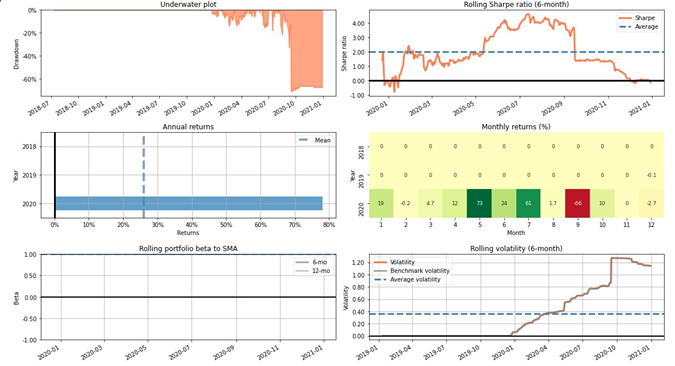 Underwater plot
0%
-20%
-40%
-60%
Drawdown
2018-07
2018-10
2019-01
2019-04
2019-07
2019-10
2020-01
2020-04
2020-07
2020-10
2021-01
Rolling Sharpe ratio (6-month)
Sharpe
Average
4.00
3.00
2.00
1.00
0.00
-1.00
Sharpe ratio
2020-01
2020-03
2020-05
2020-07
2020-09
2020-11
2021-01
Annual returns
Mean
2018
2019
2020
Year
0% 10% 20% 30% 40% 50% 60% 70% 80%
Returns
Monthly returns (%)
2018 0 0 0 0 0 0 0 0 0 0 0 0
2019 0 0 0 0 0 0 0 0 0 0 0 -0.1
2020 19 -0.2 4.7 12 73 24 61 1.7 -66 10 0 -2.7
Year
1 2 3 4 5 6 7 8 9 10 11 12
Month
Rolling portfolio beta to SMA
6-mo
12-mo
1.00
0.50
0.00
-0.50
-1.00
Beta
2020-01
2020-03
2020-05
2020-07
2020-09
2020-11
2021-01
Rolling volatility (6-month)
Volatility
Benchmark volatility
Average volatility
1.20
1.00
0.80
0.60
0.40
0.20
0.00
Volatility
2019-01
2019-04
2019-07
2019-10
2020-01
2020-04
2020-07
2020-10
2021-01